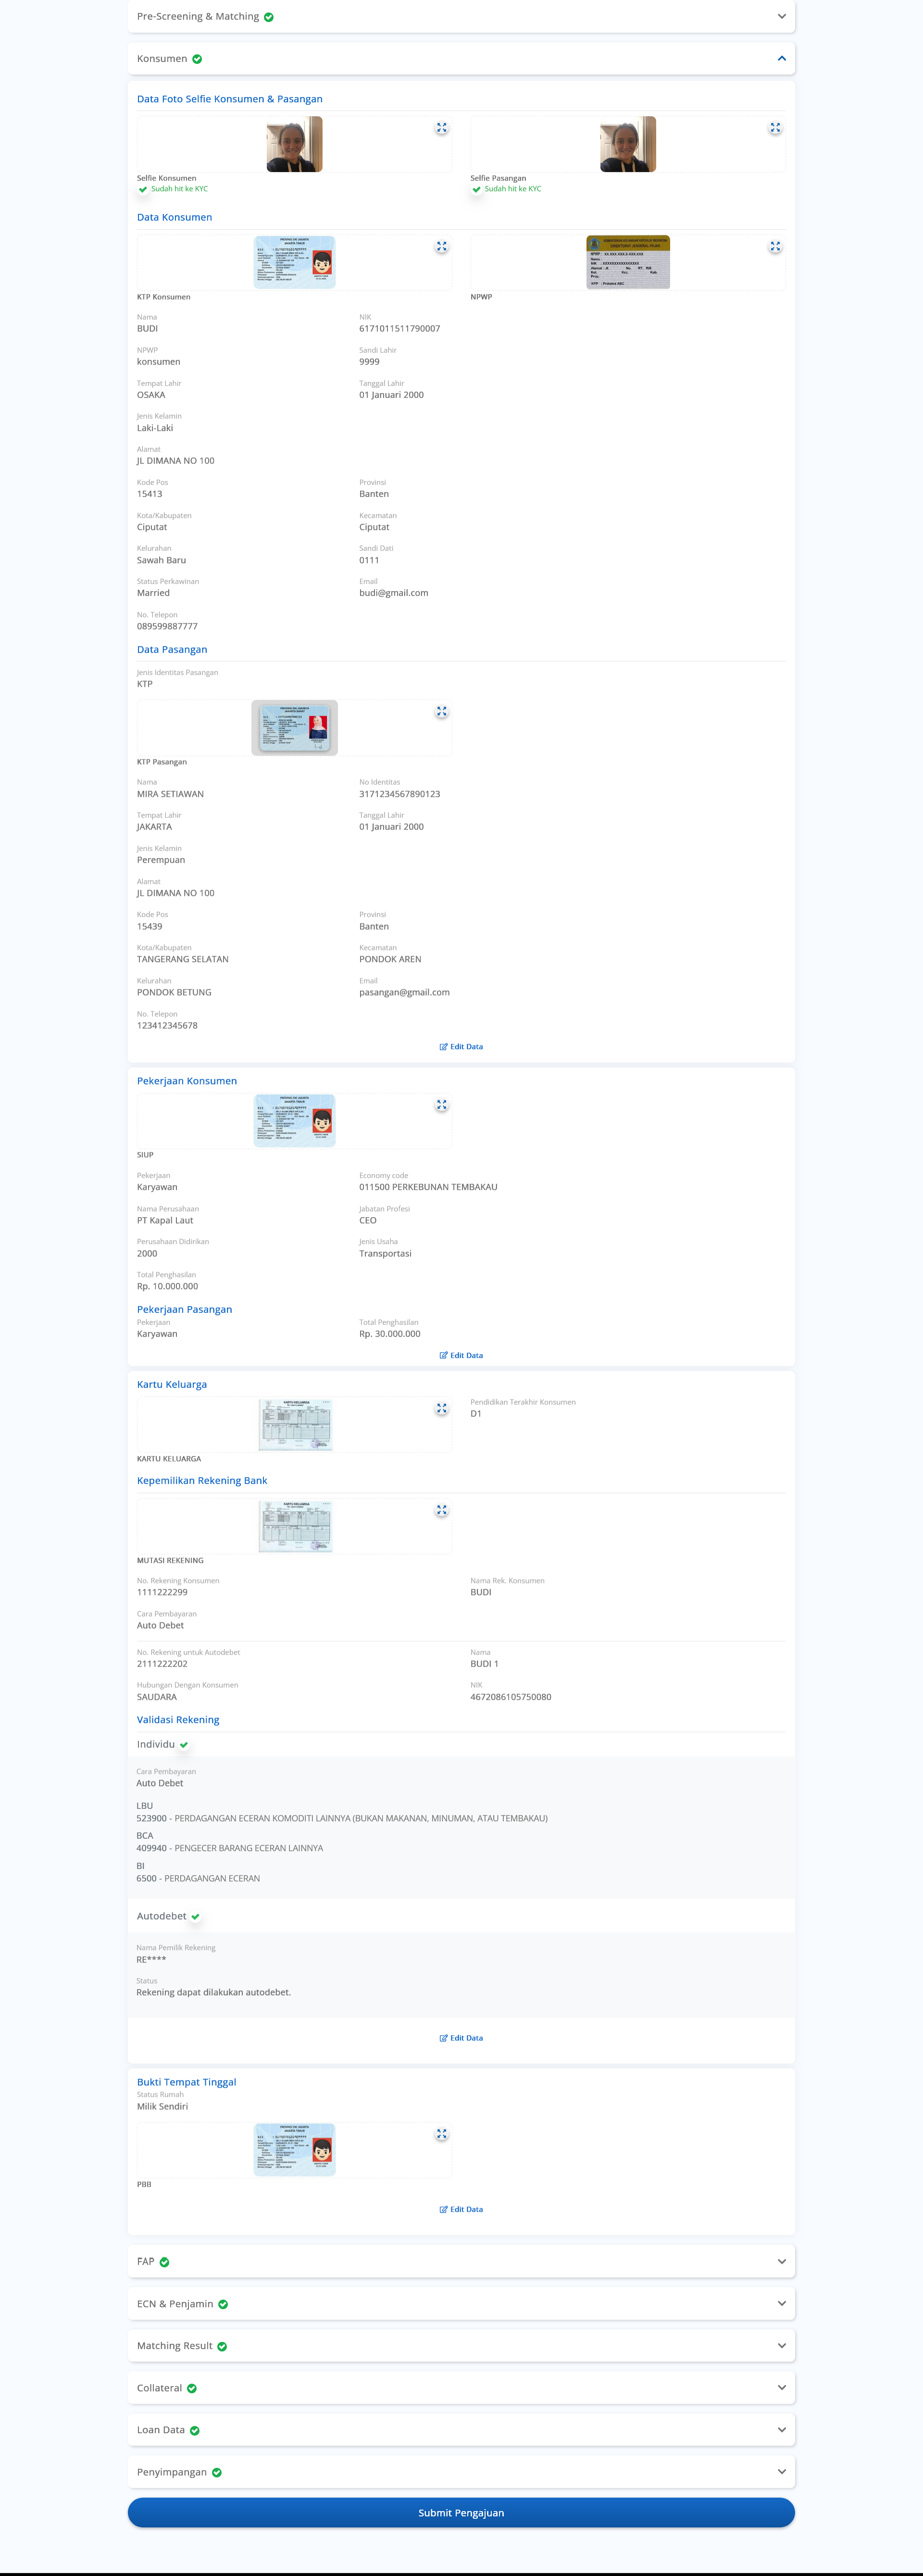 Pre-Screening & Matching
Konsumen
Data Foto Selfie Konsumen & Pasangan
Selfie Konsumen
Sudah hit ke KYC
Selfie Pasangan
Sudah hit ke KYC
Data Konsumen
KTP Konsumen
NPWP
Nama
BUDI
NIK
6171011511790007
NPWP
konsumen
Sandi Lahir
9999
Tempat Lahir
OSAKA
Tanggal Lahir
01 Januari 2000
Jenis Kelamin
Laki-Laki
Alamat
JL DIMANA NO 100
Kode Pos
15413
Provinsi
Banten
Kota/Kabupaten
Ciputat
Kecamatan
Ciputat
Kelurahan
Sawah Baru
Sandi Dati
0111
Status Perkawinan
Married
Email
budi@gmail.com
No. Telepon
089599887777
Data Pasangan
Jenis Identitas Pasangan
KTP
KTP Pasangan
Nama
MIRA SETIAWAN
No Identitas
3171234567890123
Tempat Lahir
JAKARTA
Tanggal Lahir
01 Januari 2000
Jenis Kelamin
Perempuan
Alamat
JL DIMANA NO 100
Kode Pos
15439
Provinsi
Banten
Kota/Kabupaten
TANGERANG SELATAN
Kecamatan
PONDOK AREN
Kelurahan
PONDOK BETUNG
Email
pasangan@gmail.com
No. Telepon
123412345678
Edit Data
Pekerjaan Konsumen
SIUP
Pekerjaan
Karyawan
Economy code
011500 PERKEBUNAN TEMBAKAU
Nama Perusahaan
PT Kapal Laut
Jabatan Profesi
CEO
Perusahaan Didirikan
2000
Jenis Usaha
Transportasi
Total Penghasilan
Rp. 10.000.000
Pekerjaan Pasangan
Pekerjaan
Karyawan
Total Penghasilan
Rp. 30.000.000
Edit Data
Kartu Keluarga
KARTU KELUARGA
Pendidikan Terakhir Konsumen
D1
Kepemilikan Rekening Bank
MUTASI REKENING
No. Rekening Konsumen
1111222299
Nama Rek. Konsumen
BUDI
Cara Pembayaran
Auto Debet
No. Rekening untuk Autodebet
2111222202
Nama
BUDI 1
Hubungan Dengan Konsumen
SAUDARA
NIK
4672086105750080
Validasi Rekening
Individu
Cara Pembayaran
Auto Debet
LBU
523900 - PERDAGANGAN ECERAN KOMODITI LAINNYA (BUKAN MAKANAN, MINUMAN, ATAU TEMBAKAU)
BCA
409940 - PENGECER BARANG ECERAN LAINNYA
BI
6500 - PERDAGANGAN ECERAN
Autodebet
Nama Pemilik Rekening
RE****
Status
Rekening dapat dilakukan autodebet.
Edit Data
Bukti Tempat Tinggal
Status Rumah
Milik Sendiri
PBB
Edit Data
FAP
ECN & Penjamin
Matching Result
Collateral
Loan Data
Penyimpangan
Submit Pengajuan